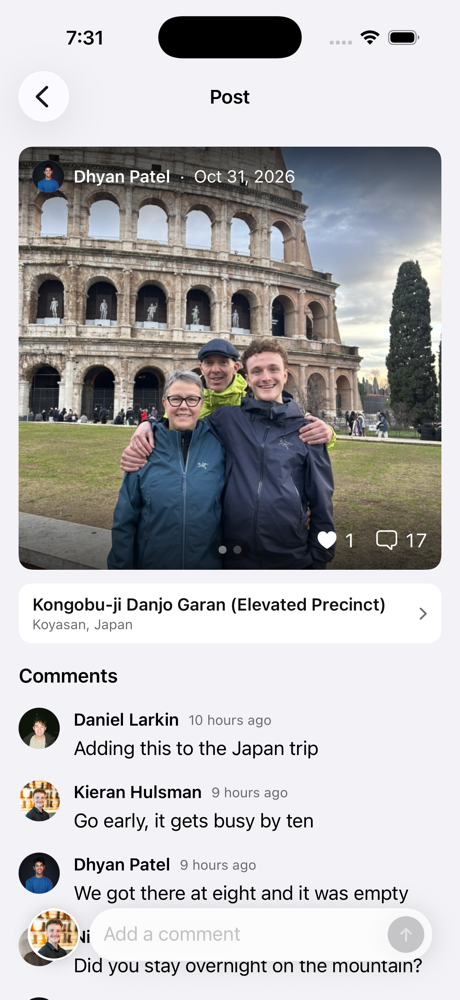 7:31
Post
Dhyan Patel · Oct 31, 2026
1 17
Kongobu-ji Danjo Garan (Elevated Precinct)
Koyasan, Japan
Comments
Daniel Larkin 10 hours ago
Adding this to the Japan trip
Kieran Hulsman 9 hours ago
Go early, it gets busy by ten
Dhyan Patel 9 hours ago
We got there at eight and it was empty
Add a comment
Did you stay overnight on the mountain?